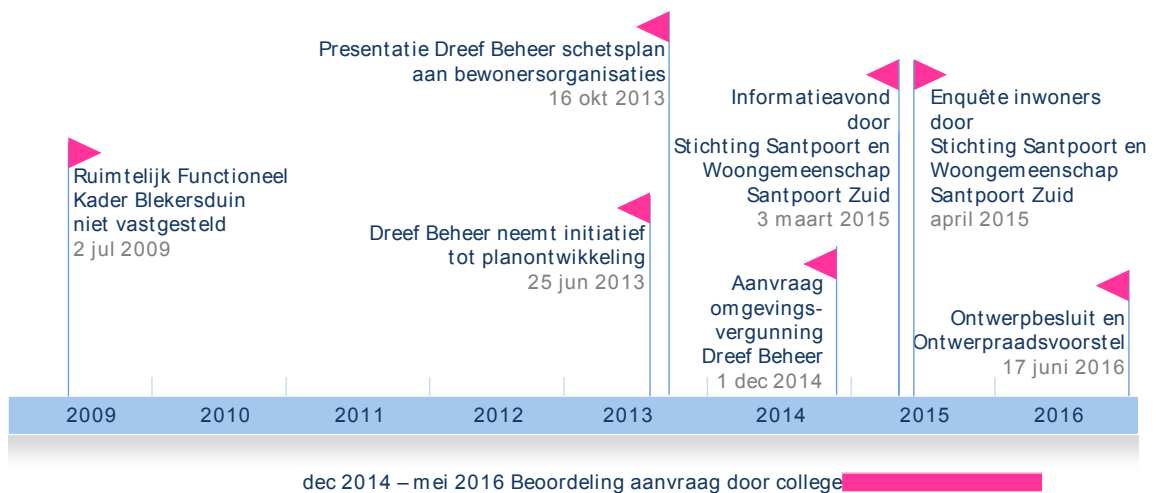 Presentatie Dreef Beheer schetsplan
aan bewonersorganisaties
16 okt 2013
Informatieavond
door
Stichting Santpoort en
Woongemeenschap
Santpoort Zuid
3 maart 2015
Enquête inwoners
door
Stichting Santpoort en
Woongemeenschap
Santpoort Zuid
april 2015
Ruimtelijk Functioneel
Kader Blekersduin
niet vastgesteld
2 jul 2009
Dreef Beheer neemt initiatief
tot planontwikkeling
25 jun 2013
Aanvraag
omgevings-
vergunning
Dreef Beheer
1 dec 2014
Ontwerpbesluit en
Ontwerpraadsvoorstel
17 juni 2016
2009 2010 2011 2012 2013 2014 2015 2016
dec 2014 – mei 2016 Beoordeling aanvraag door college